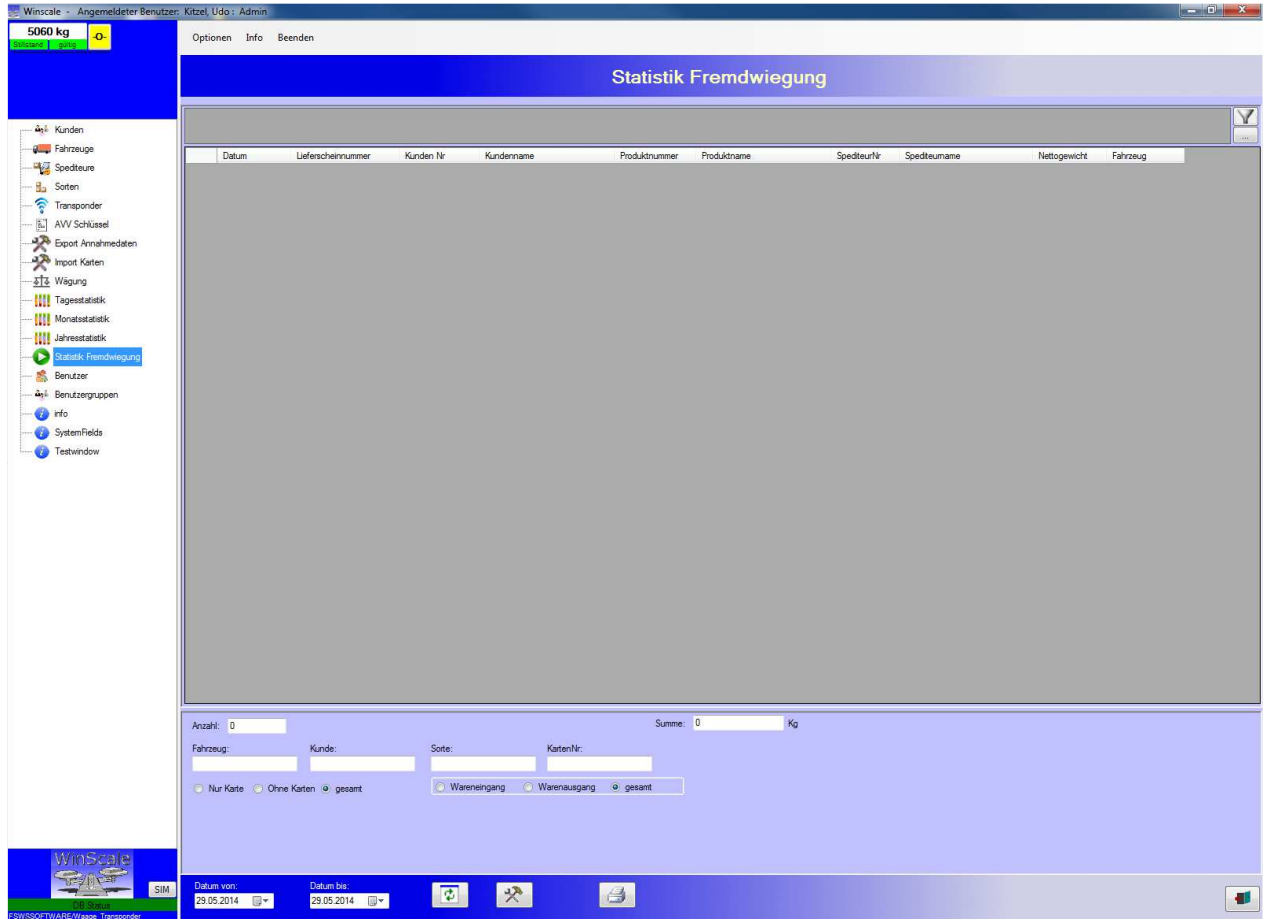 Winscale - Angemeldeter Benutzer: Kitzel, Udo : Admin
5060 kg
-0-
Stillstand gültig
Optionen Info Beenden
Statistik Fremdwiegung
...
Kunden
Fahrzeuge
Spediteure
Sorten
Transponder
AVV Schlüssel
Export Annahmedaten
Import Karten
Wägung
Tagesstatistik
Monatsstatistik
Jahresstatistik
Statistik Fremdwiegung
Benutzer
Benutzergruppen
info
SystemFields
Testwindow
Datum Lieferscheinnummer Kunden Nr Kundenname Produktnummer Produktname SpediteurNr Spediteurname Nettogewicht Fahrzeug
Anzahl: 0 Summe: 0 Kg
Fahrzeug: Kunde: Sorte: KartenNr:
Nur Karte Ohne Karten gesamt Wareneingang Warenausgang gesamt
WinScale
SIM
DB Status
FSWSSOFTWARE/Waage_Transponder
Datum von: Datum bis:
29.05.2014 29.05.2014